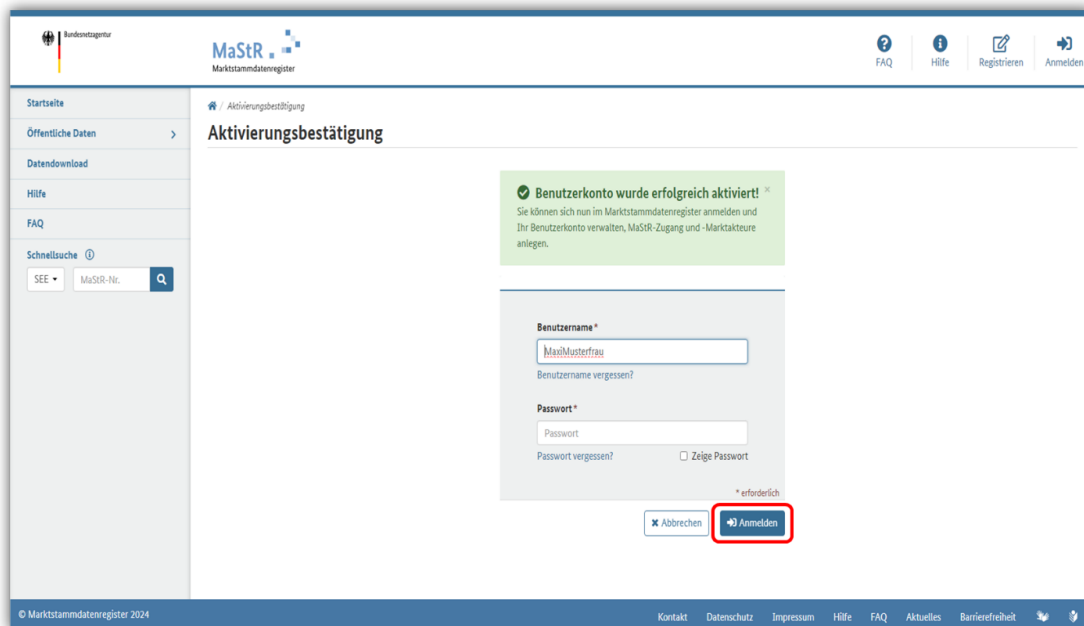 Bundesnetzagentur
MaStR
Marktstammdatenregister
FAQ
Hilfe
Registrieren
Anmelden
Startseite
Öffentliche Daten
Datendownload
Hilfe
FAQ
Schnellsuche
SEE
MaStR-Nr.
/ Aktivierungsbestätigung
Aktivierungsbestätigung
Benutzerkonto wurde erfolgreich aktiviert! ×
Sie können sich nun im Marktstammdatenregister anmelden und
Ihr Benutzerkonto verwalten, MaStR-Zugang und -Marktakteure
anlegen.
Benutzername*
MaxiMusterfrau
Benutzername vergessen?
Passwort*
Passwort
Passwort vergessen?
Zeige Passwort
* erforderlich
Abbrechen
Anmelden
© Marktstammdatenregister 2024
Kontakt Datenschutz Impressum Hilfe FAQ Aktuelles Barrierefreiheit